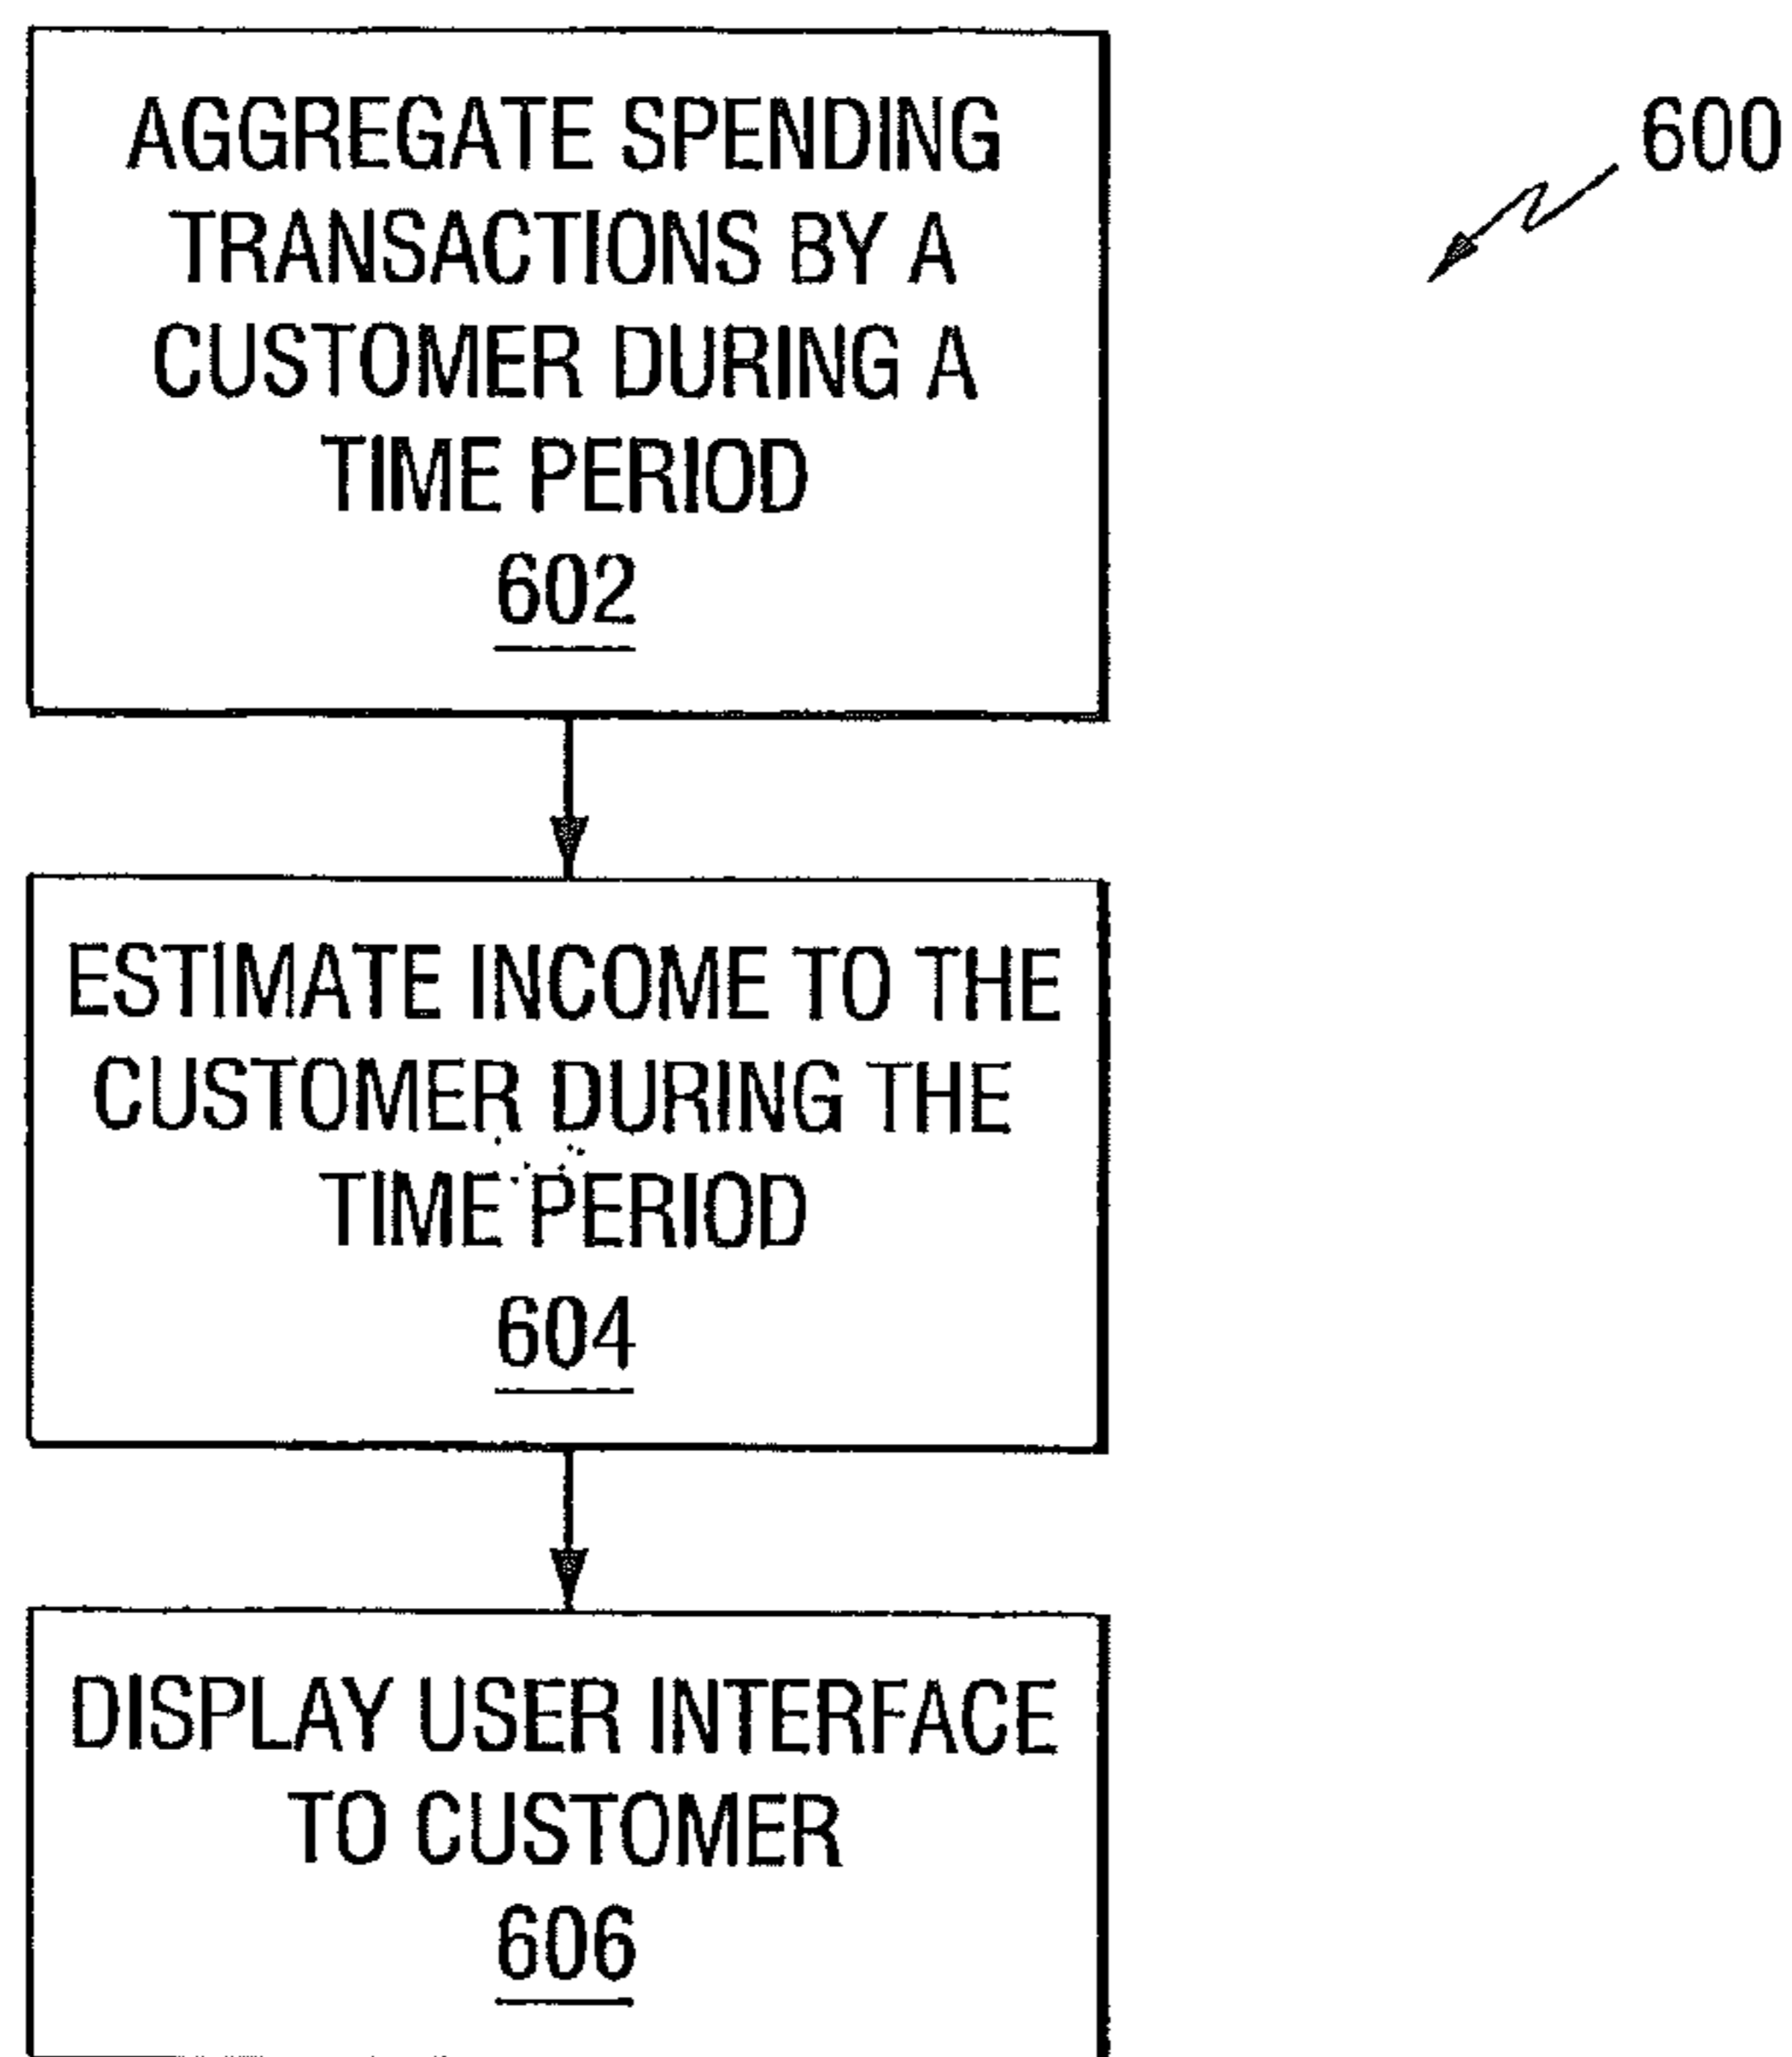 AGGREGATE SPENDING
TRANSACTIONS BY A
CUSTOMER DURING A
TIME PERIOD
602
600
ESTIMATE INCOME TO THE
CUSTOMER DURING THE
TIME PERIOD
604
DISPLAY USER INTERFACE
TO CUSTOMER
606